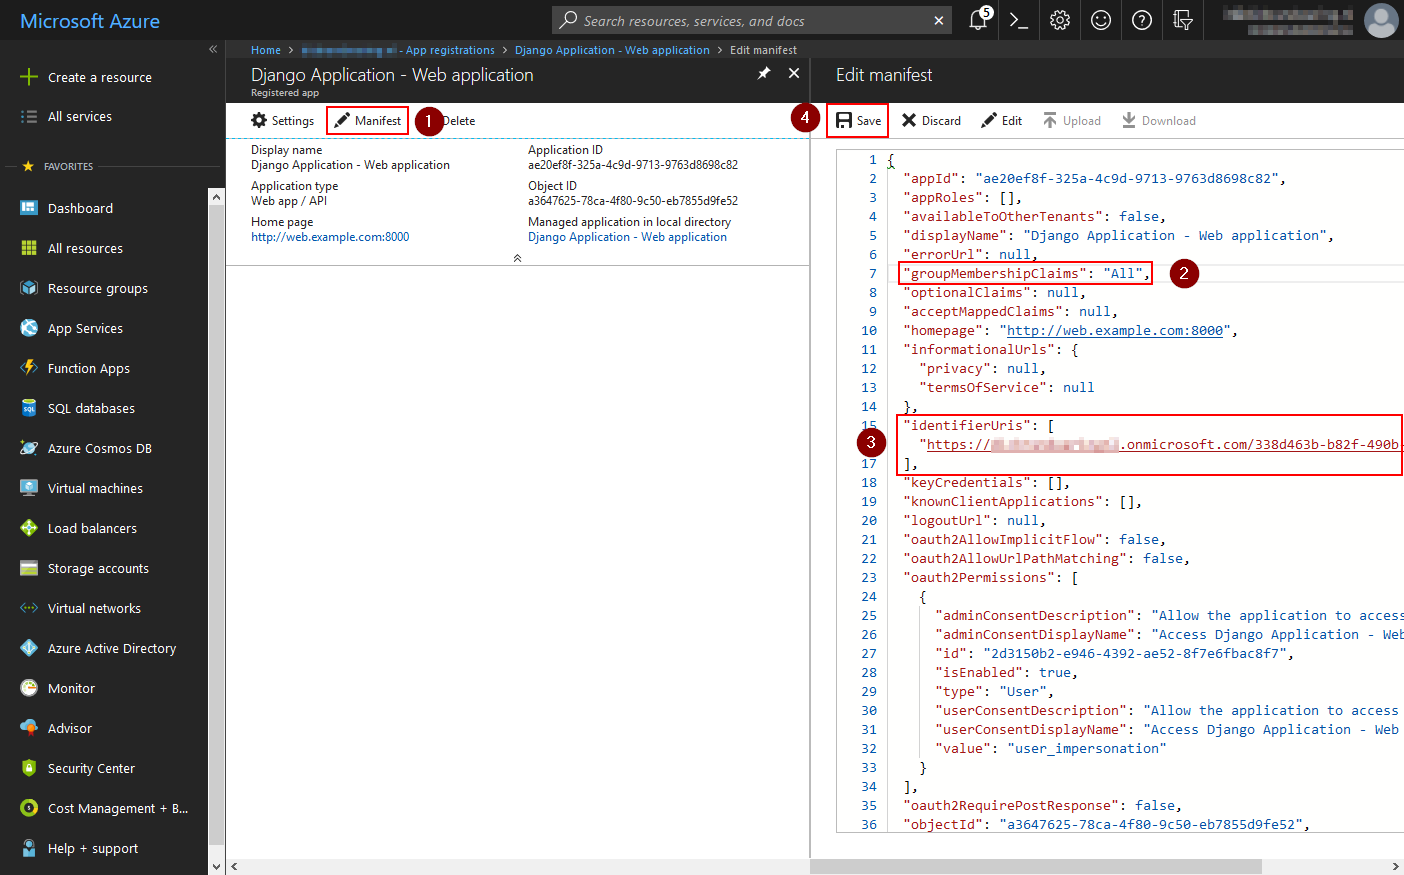 Microsoft Azure
Search resources, services, and docs
5
Home
- App registrations
Django Application - Web application
Edit manifest
Create a resource
All services
FAVORITES
Dashboard
All resources
Resource groups
App Services
Function Apps
SQL databases
Azure Cosmos DB
Virtual machines
Load balancers
Storage accounts
Virtual networks
Azure Active Directory
Monitor
Advisor
Security Center
Cost Management + B...
Help + support
Django Application - Web application
Registered app
Settings
Manifest
1
Delete
Display name
Django Application - Web application
Application type
Web app / API
Home page
http://web.example.com:8000
Application ID
ae20ef8f-325a-4c9d-9713-9763d8698c82
Object ID
a3647625-78ca-4f80-9c50-eb7855d9fe52
Managed application in local directory
Django Application - Web application
Edit manifest
4
Save
Discard
Edit
Upload
Download
1 {
2 "appId": "ae20ef8f-325a-4c9d-9713-9763d8698c82",
3 "appRoles": [],
4 "availableToOtherTenants": false,
5 "displayName": "Django Application - Web application",
6 "errorUrl": null,
7 "groupMembershipClaims": "All",
2
8 "optionalClaims": null,
9 "acceptMappedClaims": null,
10 "homepage": "http://web.example.com:8000",
11 "informationalUrls": {
12 "privacy": null,
13 "termsOfService": null
14 },
15 "identifierUris": [
3
"https://
.onmicrosoft.com/338d463b-b82f-490b-
17 ],
18 "keyCredentials": [],
19 "knownClientApplications": [],
20 "logoutUrl": null,
21 "oauth2AllowImplicitFlow": false,
22 "oauth2AllowUrlPathMatching": false,
23 "oauth2Permissions": [
24 {
25 "adminConsentDescription": "Allow the application to access
26 "adminConsentDisplayName": "Access Django Application - Web
27 "id": "2d3150b2-e946-4392-ae52-8f7e6fbac8f7",
28 "isEnabled": true,
29 "type": "User",
30 "userConsentDescription": "Allow the application to access
31 "userConsentDisplayName": "Access Django Application - Web
32 "value": "user_impersonation"
33 }
34 ],
35 "oauth2RequirePostResponse": false,
36 "objectId": "a3647625-78ca-4f80-9c50-eb7855d9fe52",